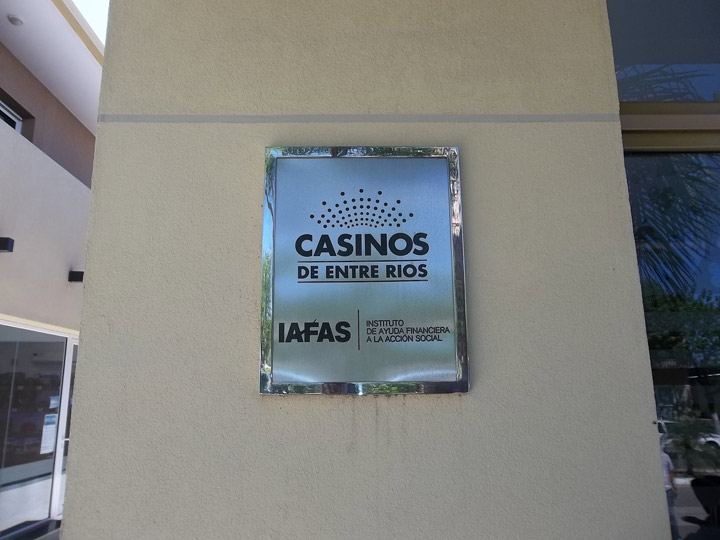 CASINOS
DE ENTRE RIOS
IAFAS
INSTITUTO
DE AYUDA FINANCIERA
A LA ACCIÓN SOCIAL